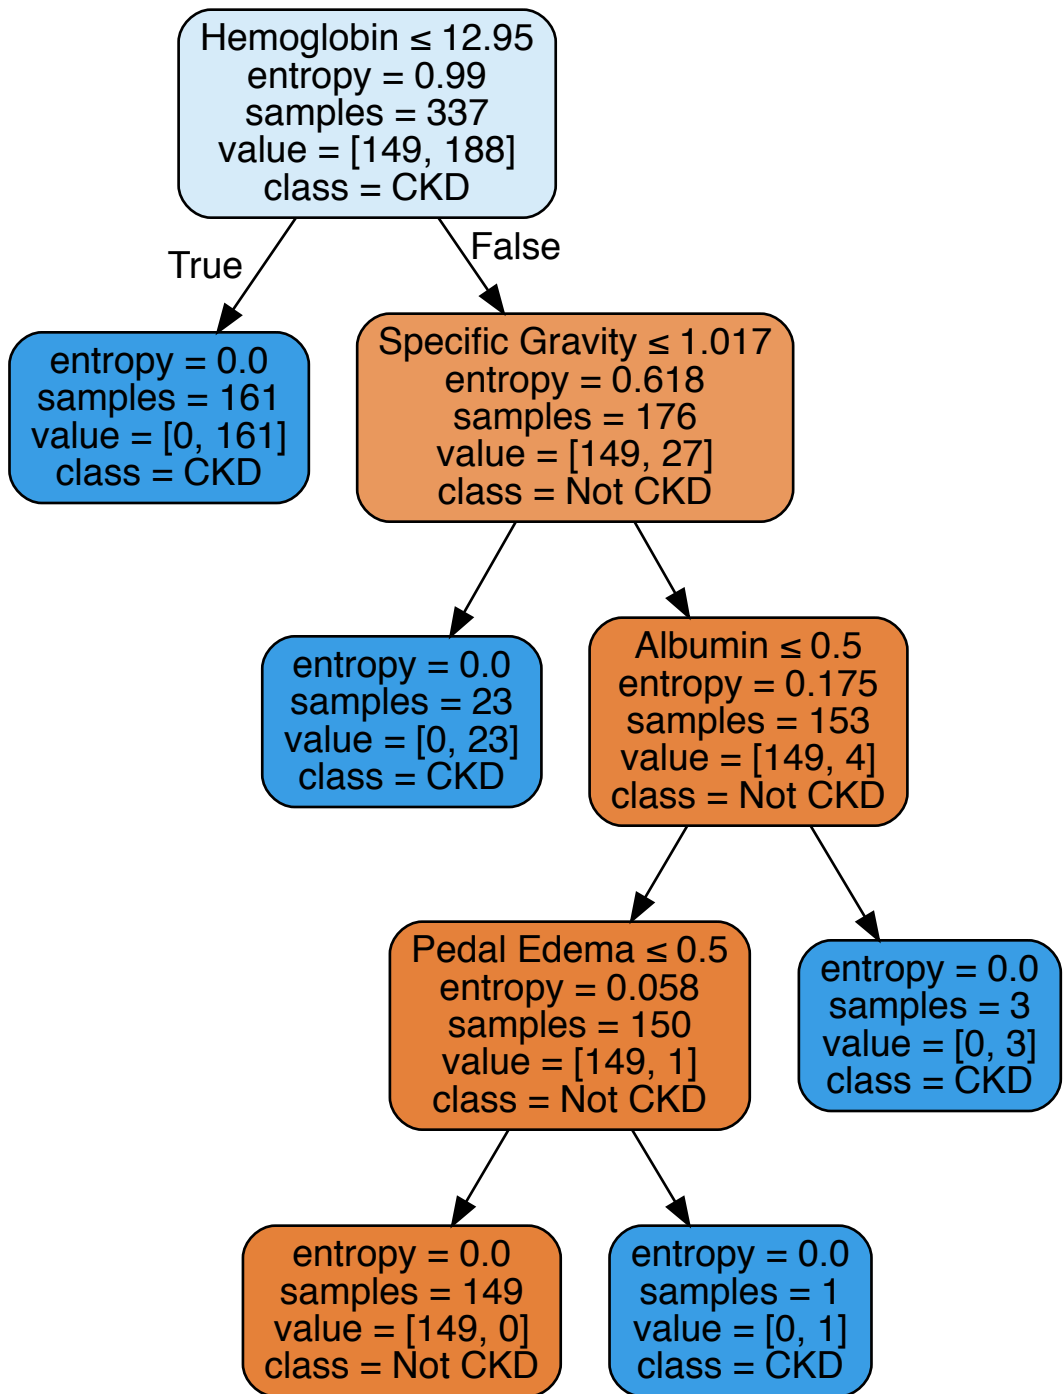 Hemoglobin ≤ 12.95
entropy = 0.99
samples = 337
value = [149, 188]
class = CKD
True
False
entropy = 0.0
samples = 161
value = [0, 161]
class = CKD
Specific Gravity ≤ 1.017
entropy = 0.618
samples = 176
value = [149, 27]
class = Not CKD
entropy = 0.0
samples = 23
value = [0, 23]
class = CKD
Albumin ≤ 0.5
entropy = 0.175
samples = 153
value = [149, 4]
class = Not CKD
Pedal Edema ≤ 0.5
entropy = 0.058
samples = 150
value = [149, 1]
class = Not CKD
entropy = 0.0
samples = 3
value = [0, 3]
class = CKD
entropy = 0.0
samples = 149
value = [149, 0]
class = Not CKD
entropy = 0.0
samples = 1
value = [0, 1]
class = CKD